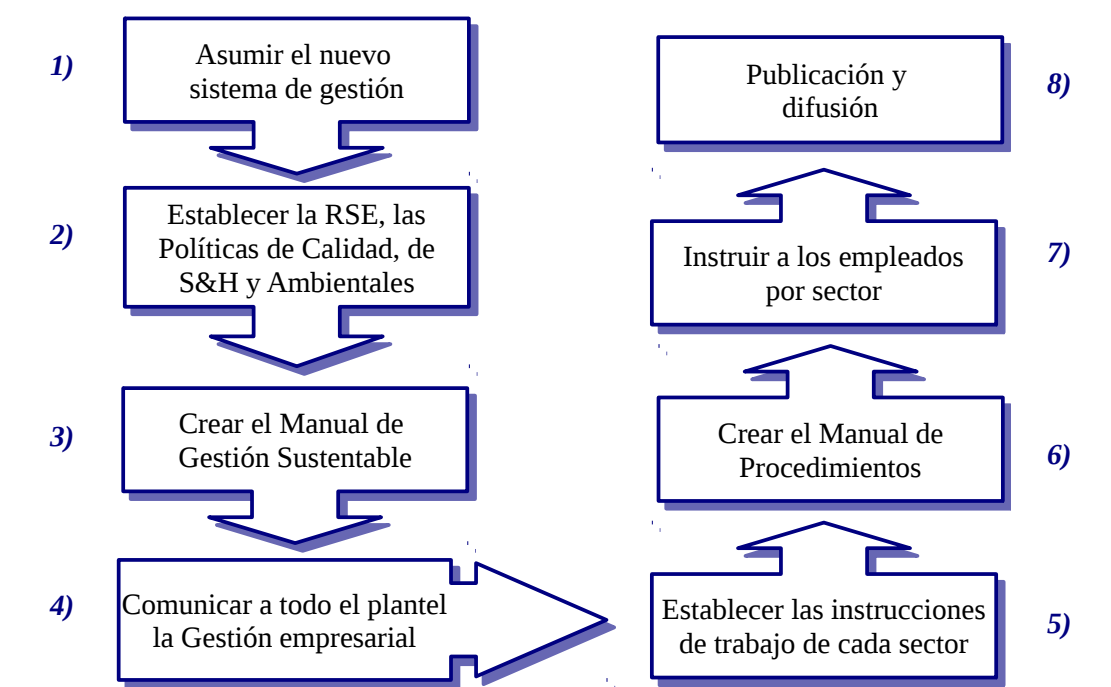 1)
Asumir el nuevo
sistema de gestión
2)
Establecer la RSE, las
Políticas de Calidad, de
S&H y Ambientales
3)
Crear el Manual de
Gestión Sustentable
4)
Comunicar a todo el plantel
la Gestión empresarial
Establecer las instrucciones
de trabajo de cada sector
5)
Crear el Manual de
Procedimientos
6)
Instruir a los empleados
por sector
7)
Publicación y
difusión
8)